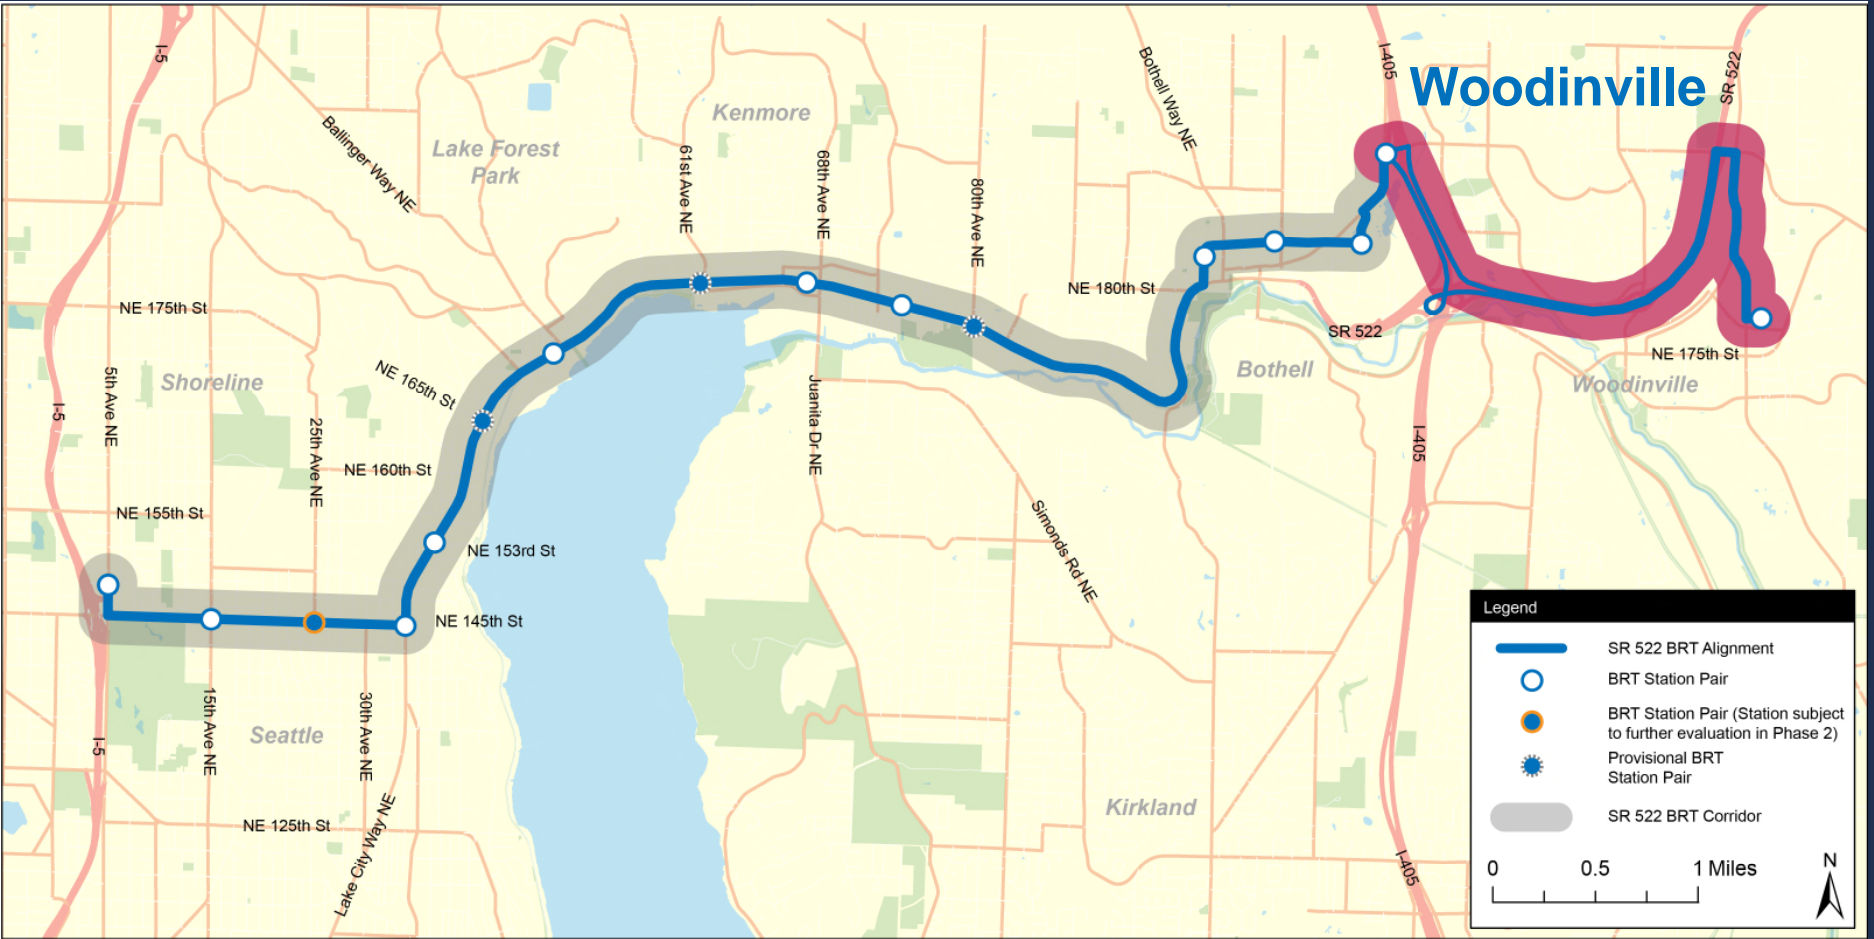 I-5
I-405
SR 522
Woodinville
Bothell Way NE
Kenmore
Ballinger Way NE
Lake Forest
Park
61st Ave NE
68th Ave NE
80th Ave NE
NE 175th St
NE 180th St
SR 522
NE 175th St
Shoreline
5th Ave NE
NE 165th St
Juanita Dr NE
Bothell
Woodinville
I-5
25th Ave NE
NE 160th St
I-405
NE 155th St
NE 153rd St
Simonds Rd NE
NE 145th St
15th Ave NE
Seattle
30th Ave NE
I-5
NE 125th St
Lake City Way NE
Kirkland
I-405
Legend
SR 522 BRT Alignment
BRT Station Pair
BRT Station Pair (Station subject
to further evaluation in Phase 2)
Provisional BRT
Station Pair
SR 522 BRT Corridor
0 0.5 1 Miles
N